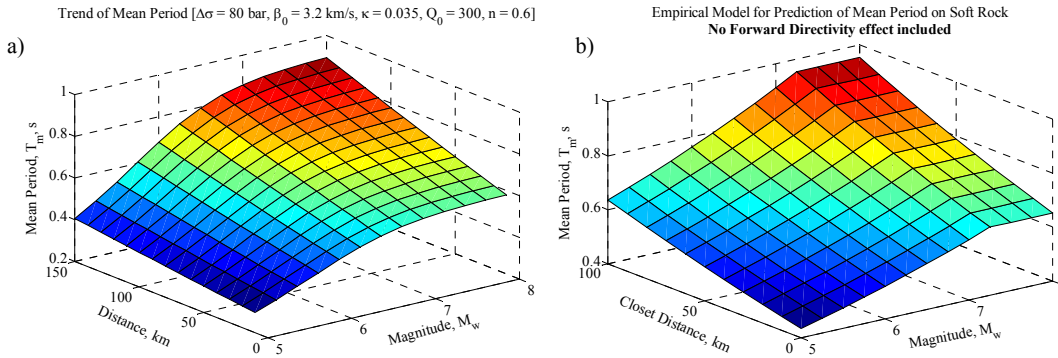 Trend of Mean Period [Δσ = 80 bar, β0 = 3.2 km/s, κ = 0.035, Q0 = 300, n = 0.6]
a)
Mean Period, Tm, s
1
0.8
0.6
0.4
0.2
150
100
50
0
Distance, km
5
6
7
8
Magnitude, Mw
Empirical Model for Prediction of Mean Period on Soft Rock
No Forward Directivity effect included
b)
Mean Period, Tm, s
1
0.8
0.6
0.4
100
5
Closet Distance, km
5
6
7
Magnitude, Mw